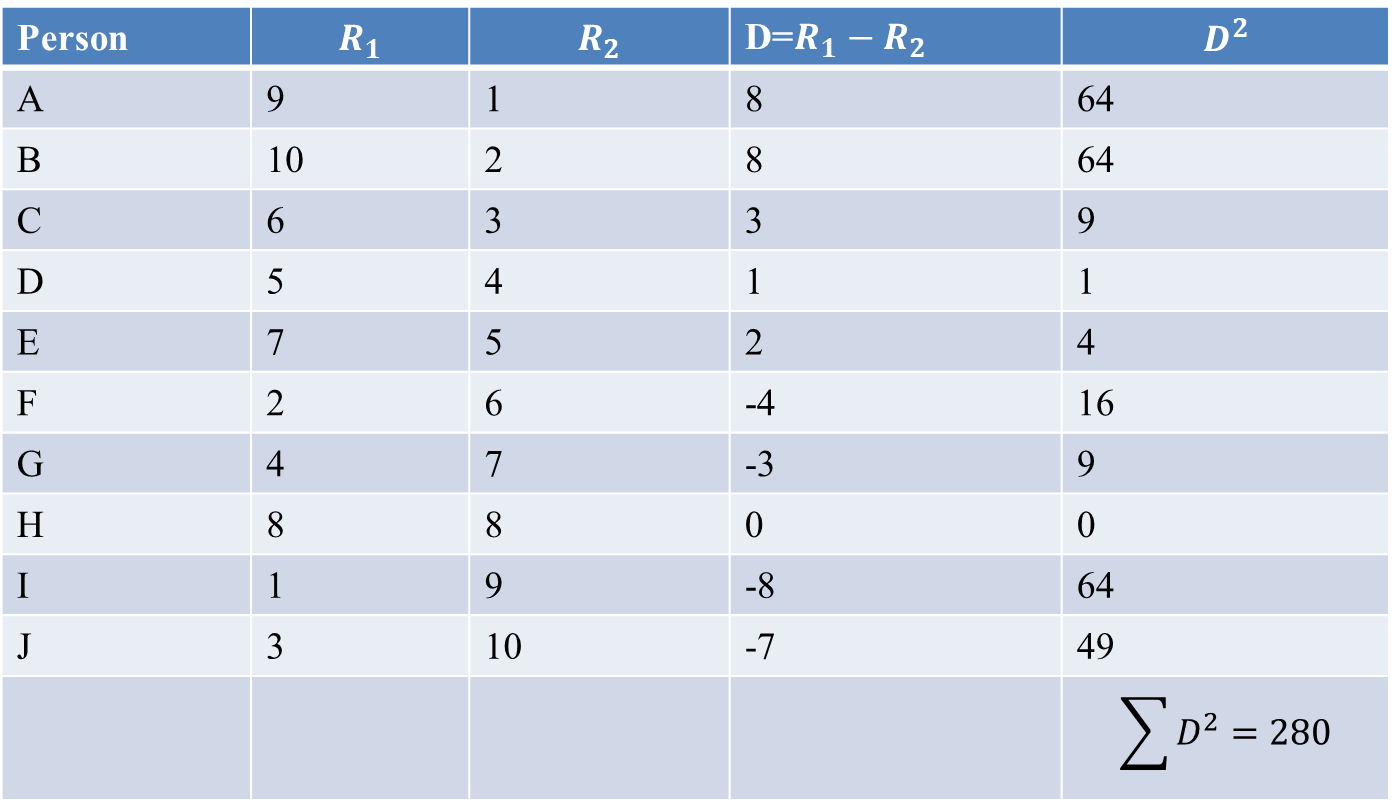 Person R₁ R₂ D=R₁ − R₂ D²
A 9 1 8 64
B 10 2 8 64
C 6 3 3 9
D 5 4 1 1
E 7 5 2 4
F 2 6 -4 16
G 4 7 -3 9
H 8 8 0 0
I 1 9 -8 64
J 3 10 -7 49
∑ D² = 280